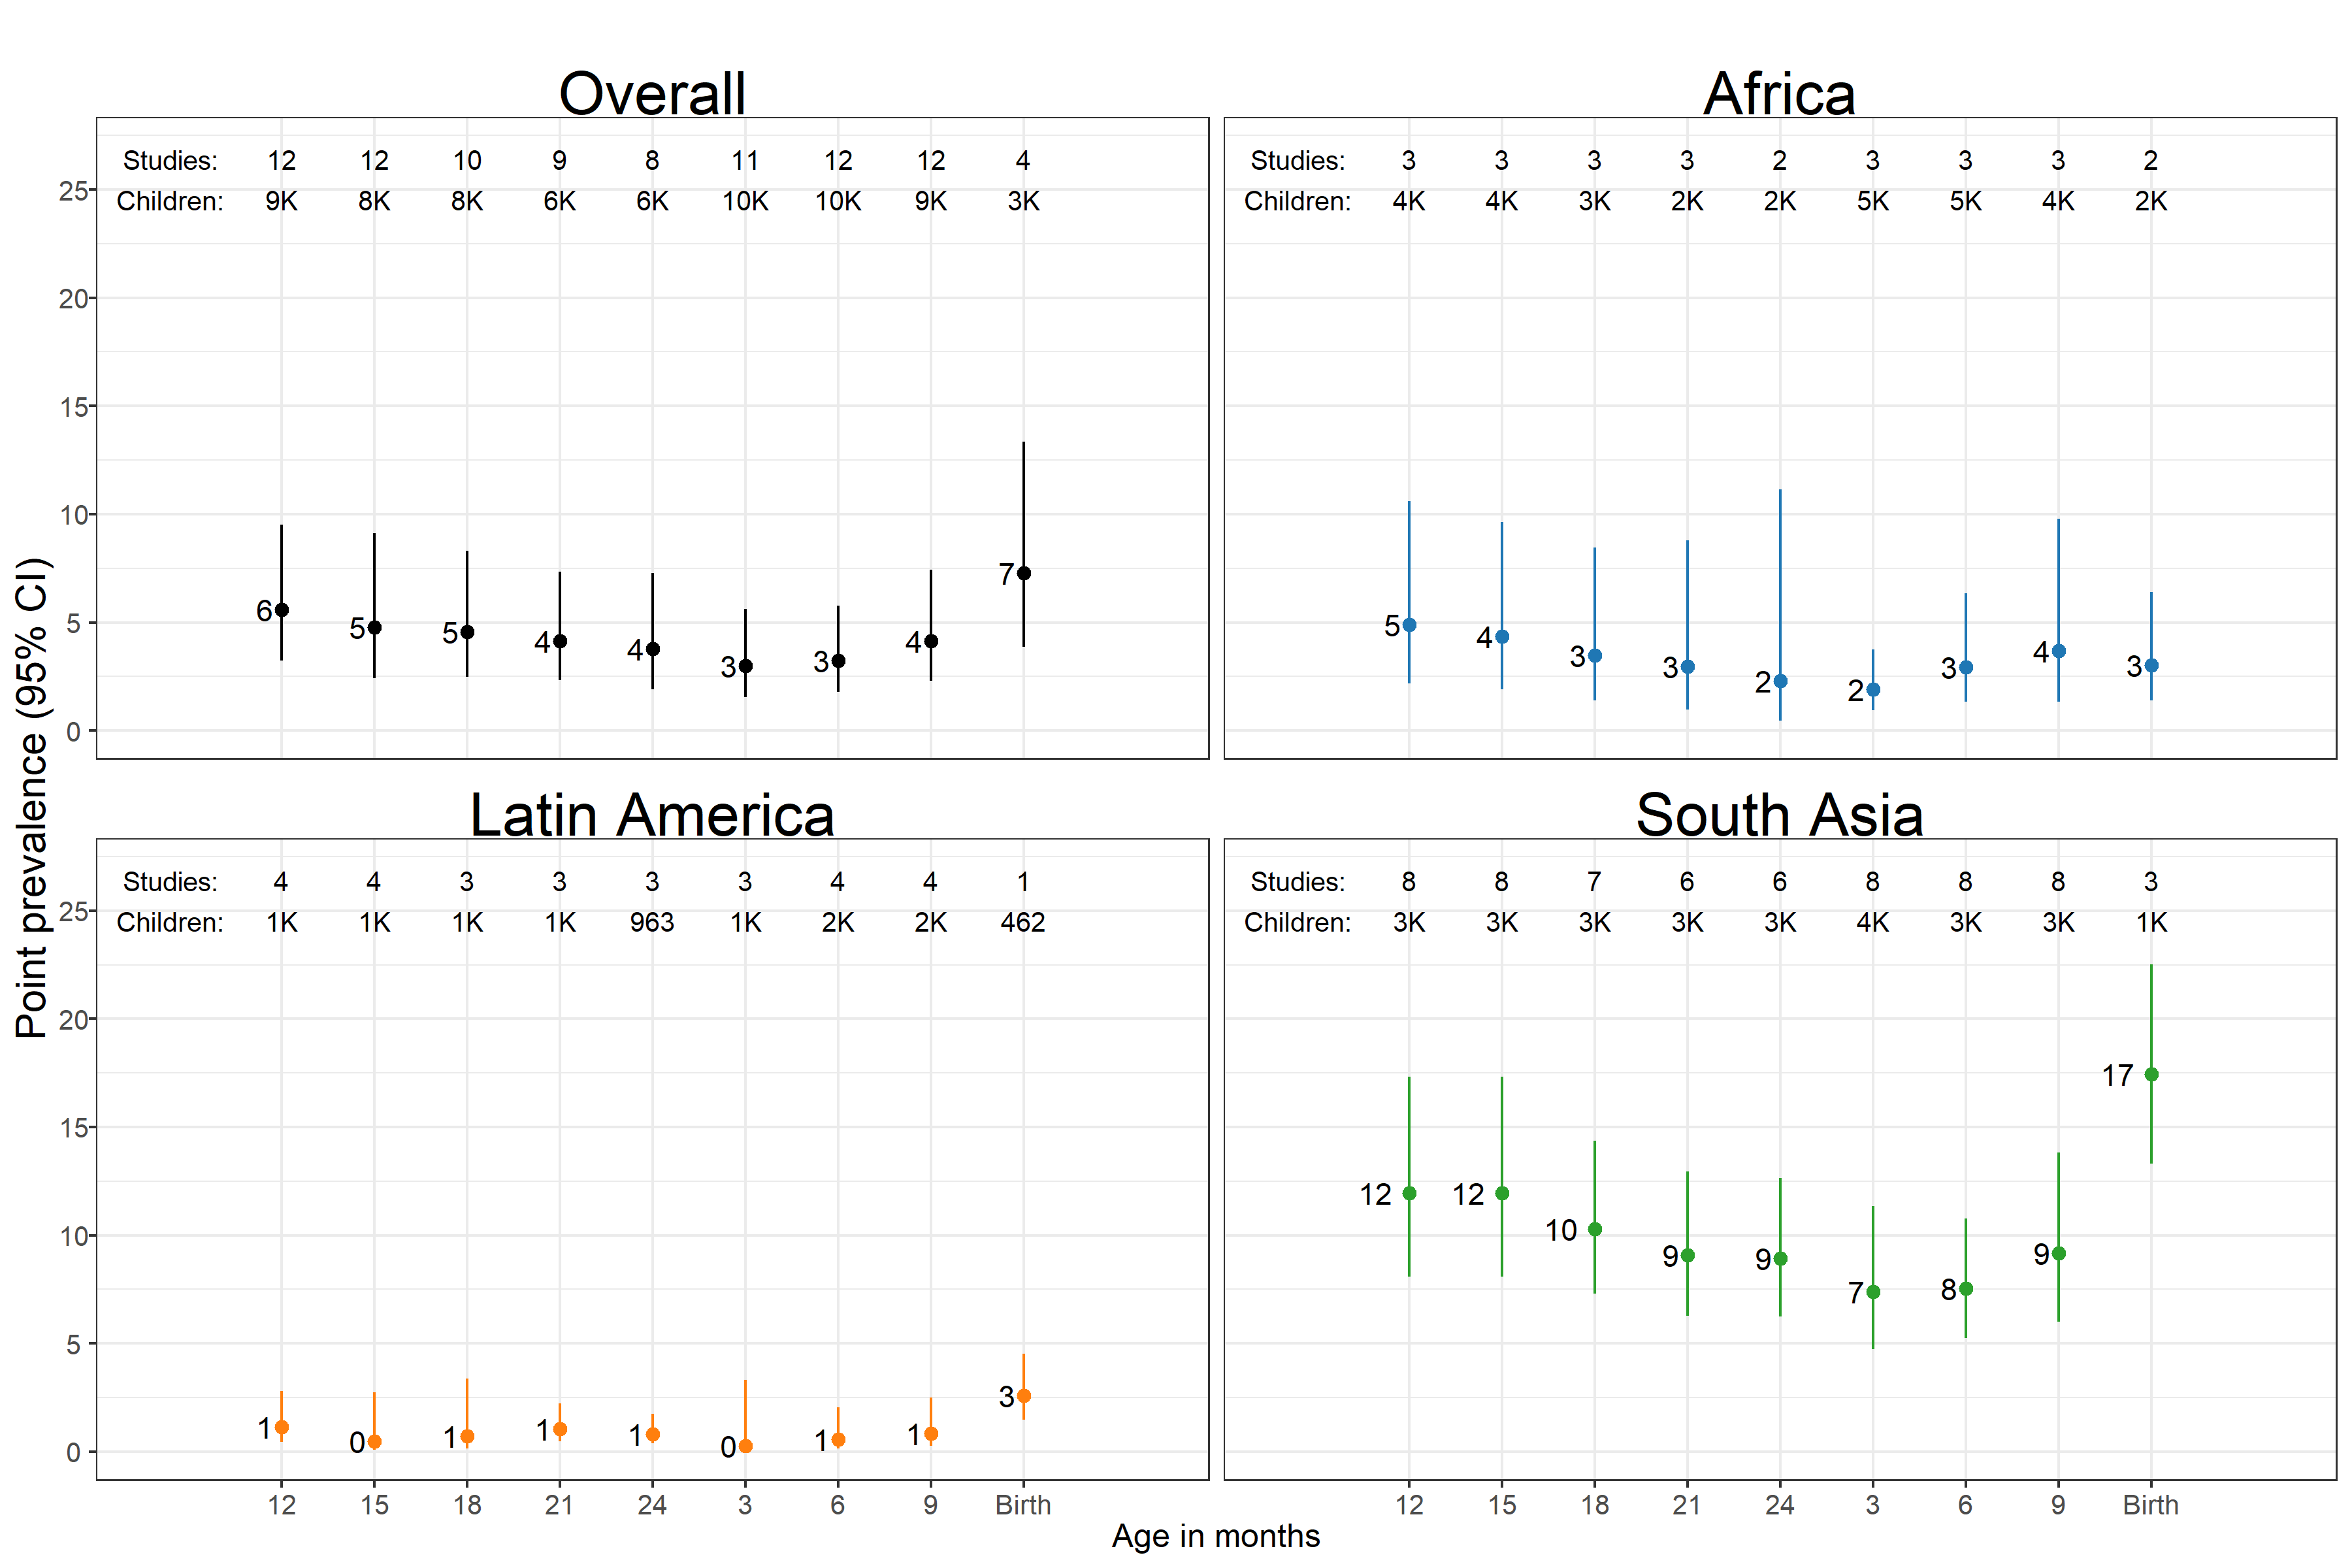 Overall
Studies: 12 12 10 9 8 11 12 12 4
Children: 9K 8K 8K 6K 6K 10K 10K 9K 3K
25
20
15
10
5
0
6 5 5 4 4 3 3 4 7
Africa
Studies: 3 3 3 3 2 3 3 3 2
Children: 4K 4K 3K 2K 2K 5K 5K 4K 2K
5 4 3 3 2 2 3 4 3
Point prevalence (95% CI)
Latin America
Studies: 4 4 3 3 3 3 4 4 1
Children: 1K 1K 1K 1K 963 1K 2K 2K 462
25
20
15
10
5
0
1 0 1 1 1 0 1 1 3
12 15 18 21 24 3 6 9 Birth
South Asia
Studies: 8 8 7 6 6 8 8 8 3
Children: 3K 3K 3K 3K 3K 4K 3K 3K 1K
12 12 10 9 9 7 8 9 17
12 15 18 21 24 3 6 9 Birth
Age in months